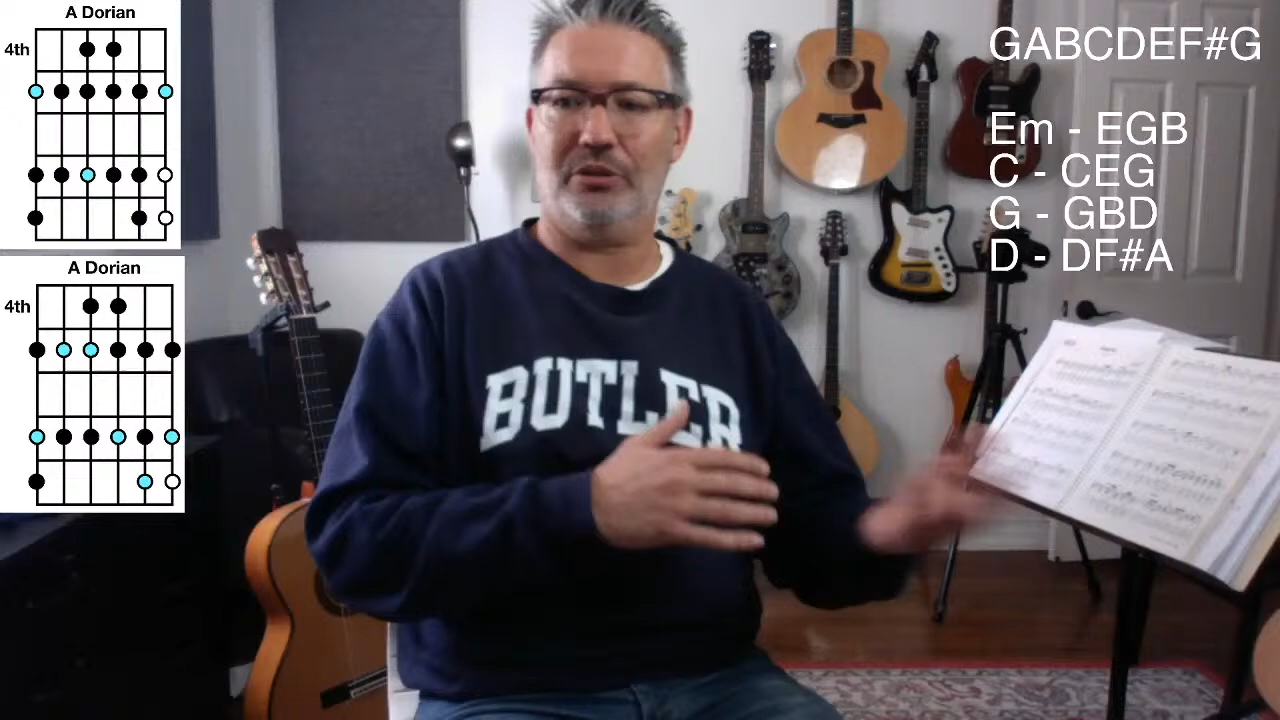 A Dorian
4th
A Dorian
4th
BUTLER
GABCDEF#G
Em - EGB
C - CEG
G - GBD
D - DF#A